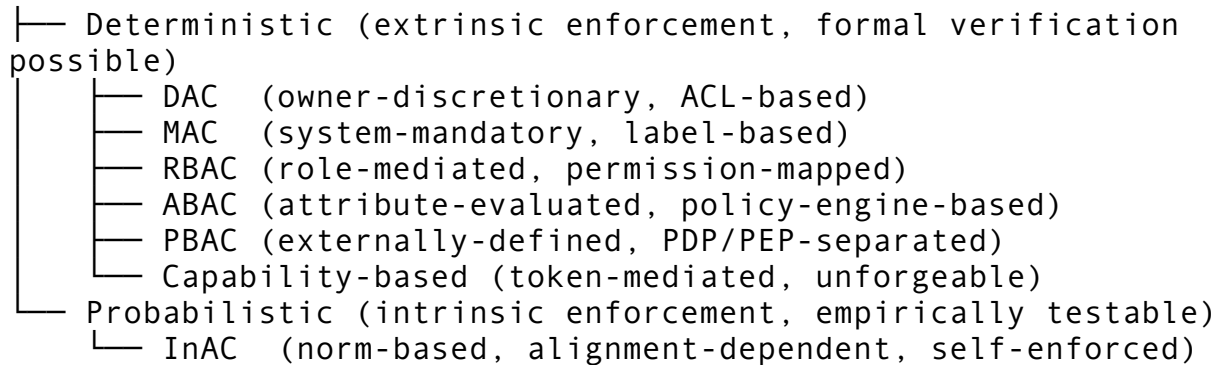 ├── Deterministic (extrinsic enforcement, formal verification
possible)
│   ├── DAC  (owner-discretionary, ACL-based)
│   ├── MAC  (system-mandatory, label-based)
│   ├── RBAC (role-mediated, permission-mapped)
│   ├── ABAC (attribute-evaluated, policy-engine-based)
│   ├── PBAC (externally-defined, PDP/PEP-separated)
│   └── Capability-based (token-mediated, unforgeable)
└── Probabilistic (intrinsic enforcement, empirically testable)
    └── InAC  (norm-based, alignment-dependent, self-enforced)